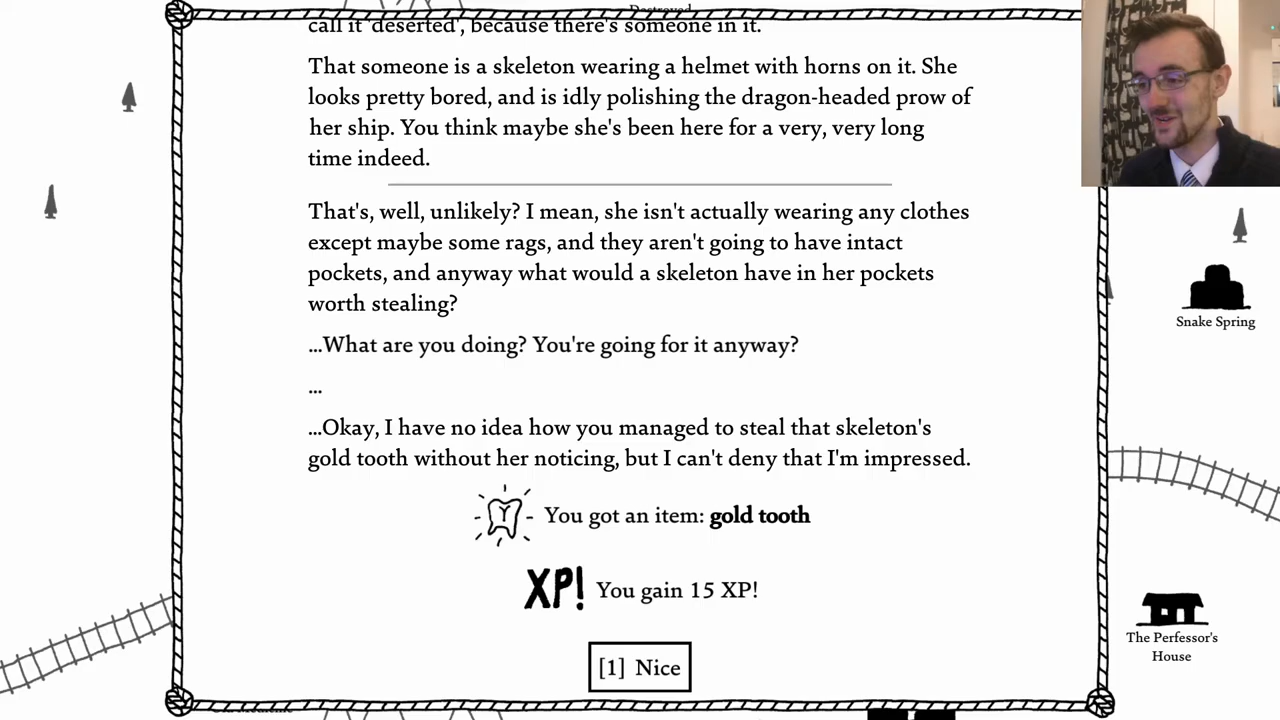 Destroyed
call it 'deserted', because there's someone in it.
That someone is a skeleton wearing a helmet with horns on it. She
looks pretty bored, and is idly polishing the dragon-headed prow of
her ship. You think maybe she's been here for a very, very long
time indeed.
That's, well, unlikely? I mean, she isn't actually wearing any clothes
except maybe some rags, and they aren't going to have intact
pockets, and anyway what would a skeleton have in her pockets
worth stealing?
...What are you doing? You're going for it anyway?
...
...Okay, I have no idea how you managed to steal that skeleton's
gold tooth without her noticing, but I can't deny that I'm impressed.
You got an item: gold tooth
XP! You gain 15 XP!
[1] Nice
Snake Spring
The Perfessor's
House